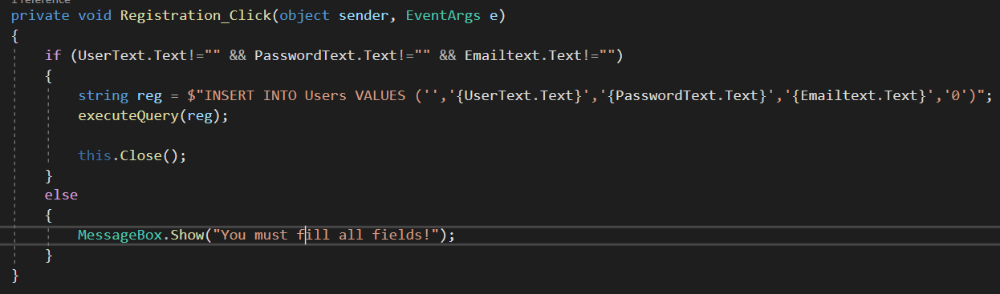 1 reference
private void Registration_Click(object sender, EventArgs e)
{
if (UserText.Text!="" && PasswordText.Text!="" && Emailtext.Text!="")
{
string reg = $"INSERT INTO Users VALUES ('','{UserText.Text}','{PasswordText.Text}','{Emailtext.Text}','0')";
executeQuery(reg);
this.Close();
}
else
{
MessageBox.Show("You must fill all fields!");
}
}